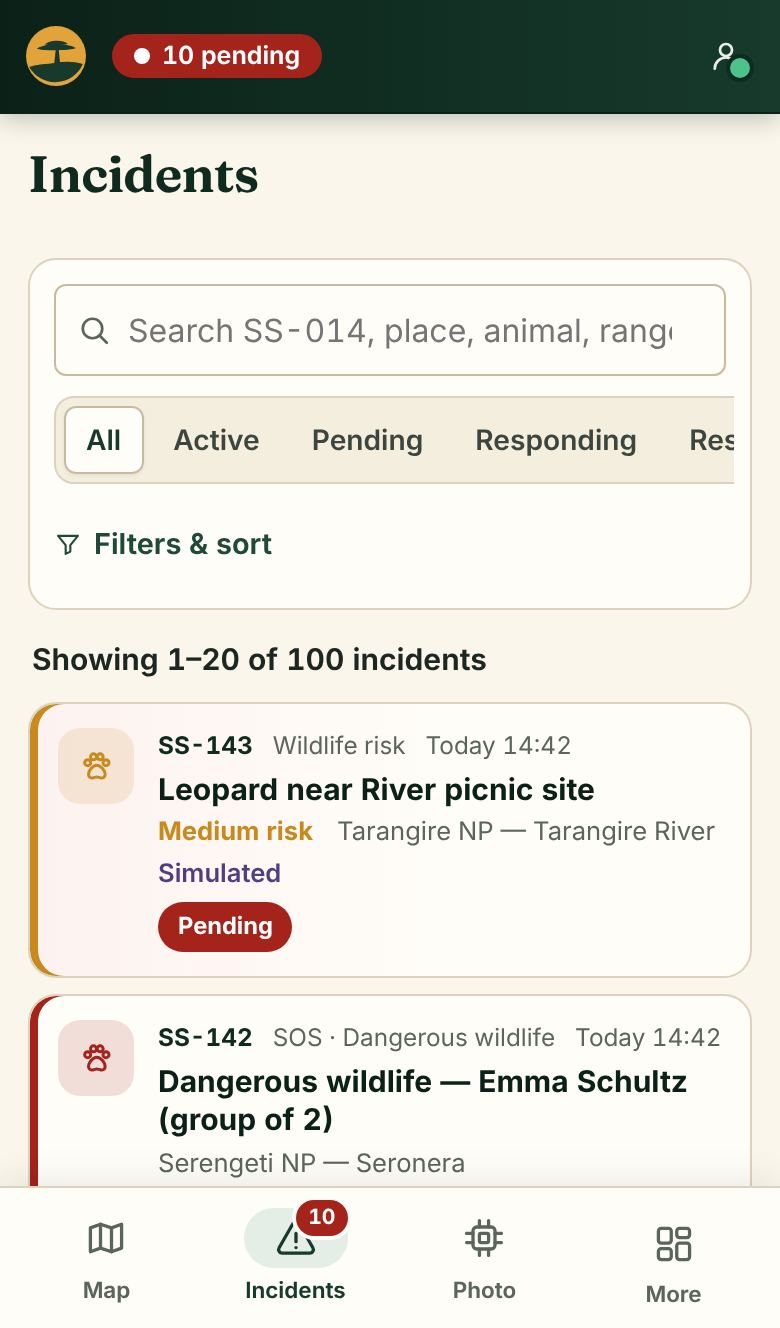 10 pending
Incidents
Search SS-014, place, animal, rang
All Active Pending Responding Res
Filters & sort
Showing 1–20 of 100 incidents
SS-143 Wildlife risk Today 14:42
Leopard near River picnic site
Medium risk Tarangire NP — Tarangire River
Simulated
Pending
SS-142 SOS · Dangerous wildlife Today 14:42
Dangerous wildlife — Emma Schultz
(group of 2)
Serengeti NP — Seronera
10
Map Incidents Photo More